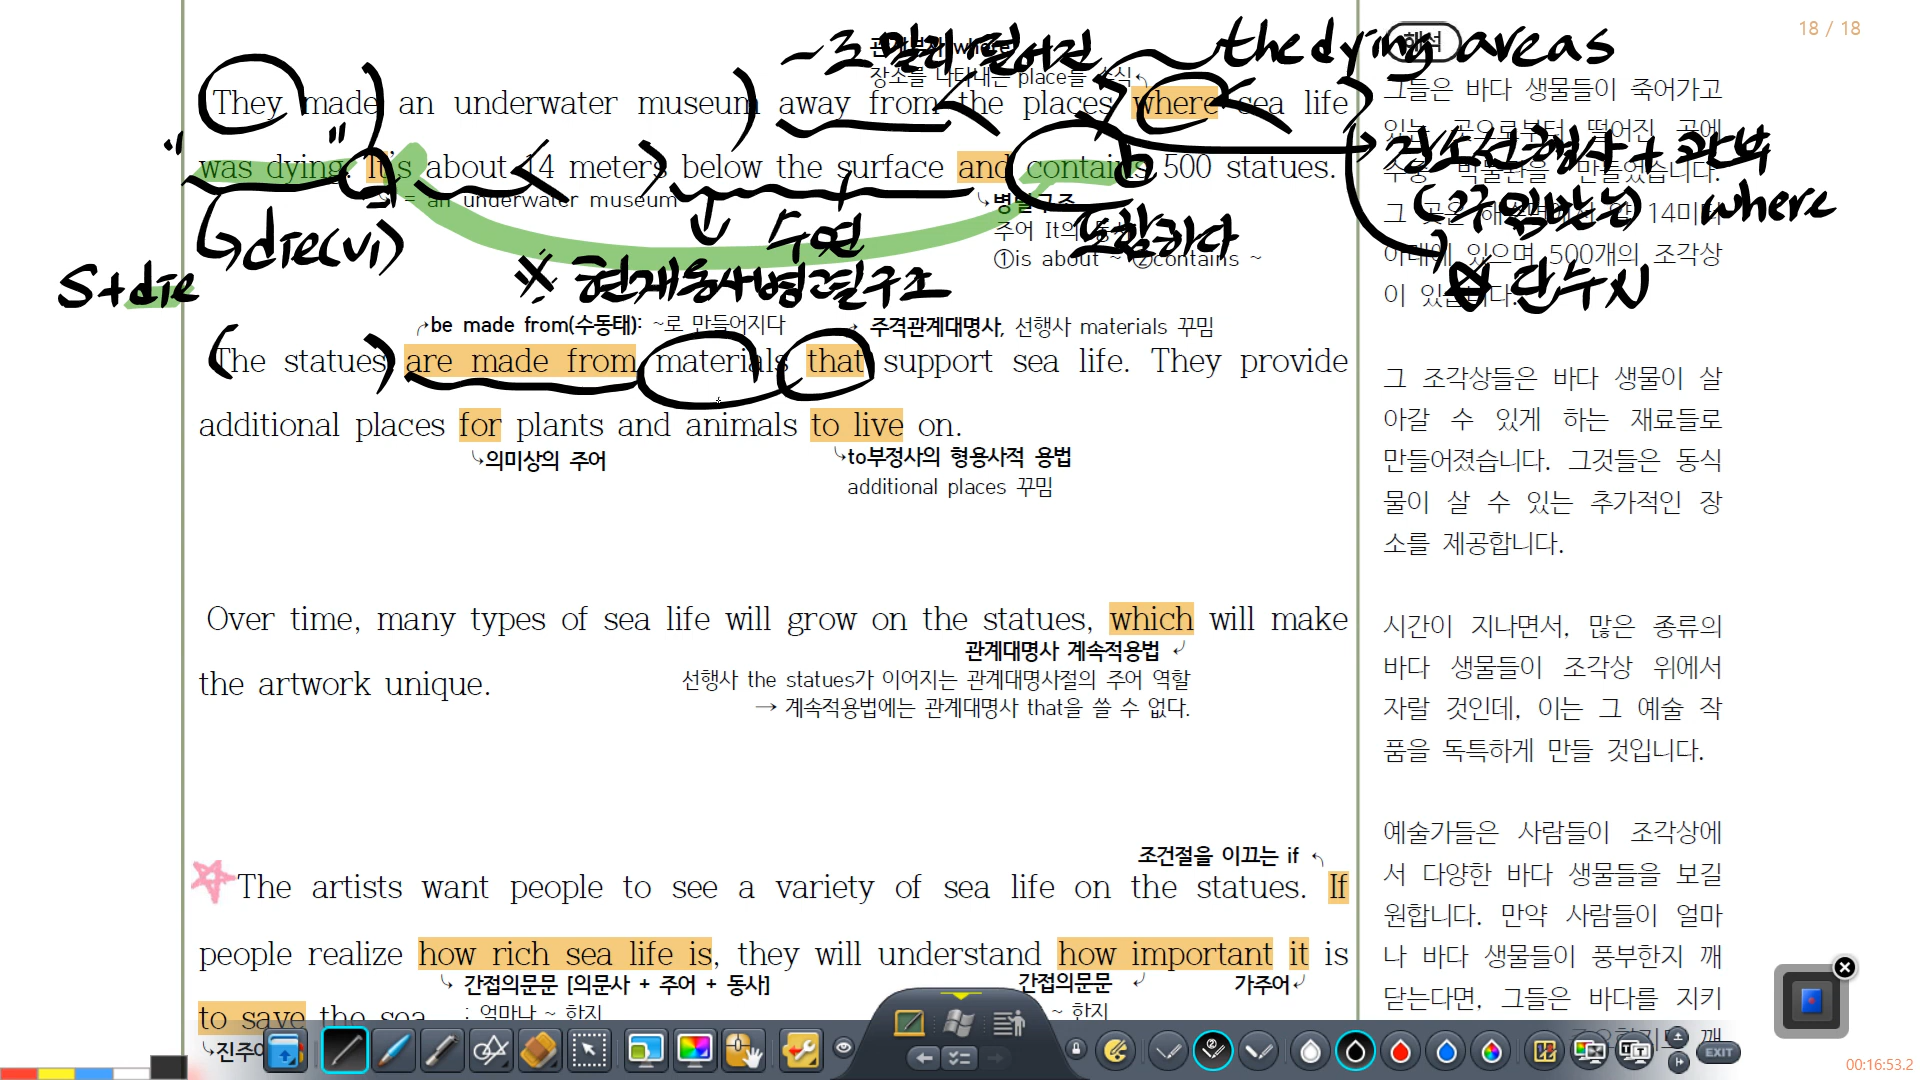 18 / 18
~로 멀리 떨어진
the dying areas
관계부사 where
해석
장소를 나타내는 place를 수식
They made an underwater museum away from the places where sea life
was dying. It's about 14 meters below the surface and contains 500 statues.
= an underwater museum
병렬구조
주어 It의 동사
①is about ~ ②contains ~
die(vi)
S+die
수면
포함하다
※ 현재동사병렬구조
장소선행사 + 관부
where
단수시
be made from(수동태): ~로 만들어지다
주격관계대명사, 선행사 materials 꾸밈
The statues are made from materials that support sea life. They provide
additional places for plants and animals to live on.
의미상의 주어
to부정사의 형용사적 용법
additional places 꾸밈
Over time, many types of sea life will grow on the statues, which will make
관계대명사 계속적용법
the artwork unique.
선행사 the statues가 이어지는 관계대명사절의 주어 역할
→ 계속적용법에는 관계대명사 that을 쓸 수 없다.
조건절을 이끄는 if
The artists want people to see a variety of sea life on the statues. If
people realize how rich sea life is, they will understand how important it is
간접의문문 [의문사 + 주어 + 동사]
간접의문문
가주어
to save the sea.
: 얼마나 ~ 한지
~ 한지
진주어
그들은 바다 생물들이 죽어가고
있는 곳으로부터 떨어진 곳에
수중 박물관을 만들었습니다.
그 곳은 해수면에서 약 14미터
아래에 있으며 500개의 조각상
이 있습니다.
그 조각상들은 바다 생물이 살
아갈 수 있게 하는 재료들로
만들어졌습니다. 그것들은 동식
물이 살 수 있는 추가적인 장
소를 제공합니다.
시간이 지나면서, 많은 종류의
바다 생물들이 조각상 위에서
자랄 것인데, 이는 그 예술 작
품을 독특하게 만들 것입니다.
예술가들은 사람들이 조각상에
서 다양한 바다 생물들을 보길
원합니다. 만약 사람들이 얼마
나 바다 생물들이 풍부한지 깨
닫는다면, 그들은 바다를 지키
깨
EXIT
00:16:53.2